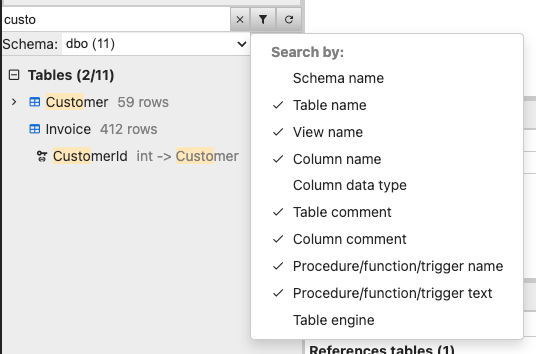 custo
Schema: dbo (11)
Tables (2/11)
Customer 59 rows
Invoice 412 rows
CustomerId int -> Customer
Search by:
Schema name
Table name
View name
Column name
Column data type
Table comment
Column comment
Procedure/function/trigger name
Procedure/function/trigger text
Table engine
References tables (1)